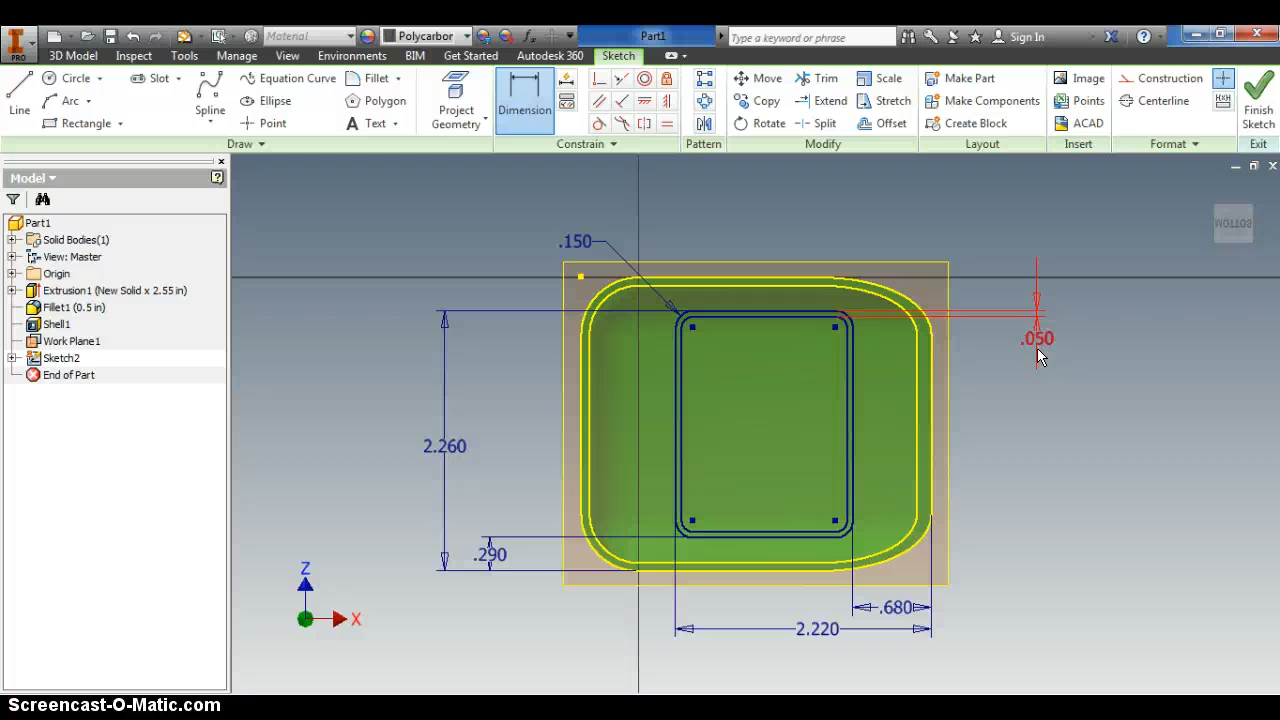 Material
Polycarbor
Part1
Type a keyword or phrase
Sign In
PRO
3D Model Inspect Tools Manage View Environments BIM Get Started Autodesk 360 Sketch
Line
Circle
Arc
Rectangle
Slot
Spline
Equation Curve
Ellipse
Point
Fillet
Polygon
Text
Project
Geometry
Dimension
Move
Copy
Rotate
Trim
Extend
Split
Scale
Stretch
Offset
Make Part
Make Components
Create Block
Image
Points
ACAD
Construction
Centerline
Finish
Sketch
Draw
Constrain
Pattern
Modify
Layout
Insert
Format
Exit
Model
Part1
Solid Bodies(1)
View: Master
Origin
Extrusion1 (New Solid x 2.55 in)
Fillet1 (0.5 in)
Shell1
Work Plane1
Sketch2
End of Part
BOTTOM
.150
.050
2.260
.290
.680
2.220
Z
X
Screencast-O-Matic.com